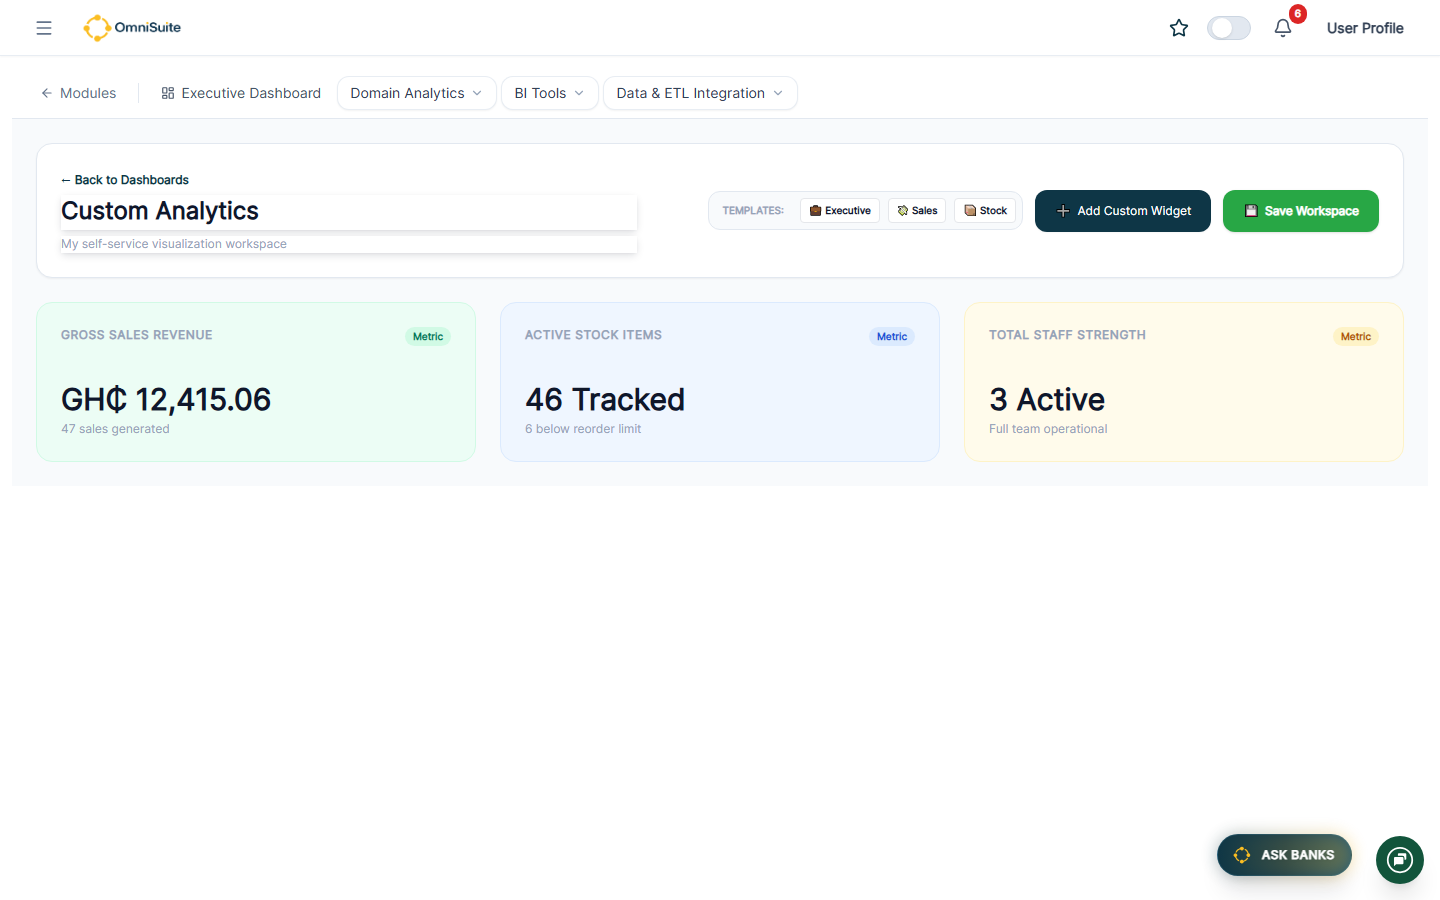 OmniSuite
6
User Profile
Modules
Executive Dashboard
Domain Analytics
BI Tools
Data & ETL Integration
← Back to Dashboards
Custom Analytics
My self-service visualization workspace
TEMPLATES:
Executive
Sales
Stock
Add Custom Widget
Save Workspace
GROSS SALES REVENUE
Metric
GH₵ 12,415.06
47 sales generated
ACTIVE STOCK ITEMS
Metric
46 Tracked
6 below reorder limit
TOTAL STAFF STRENGTH
Metric
3 Active
Full team operational
ASK BANKS